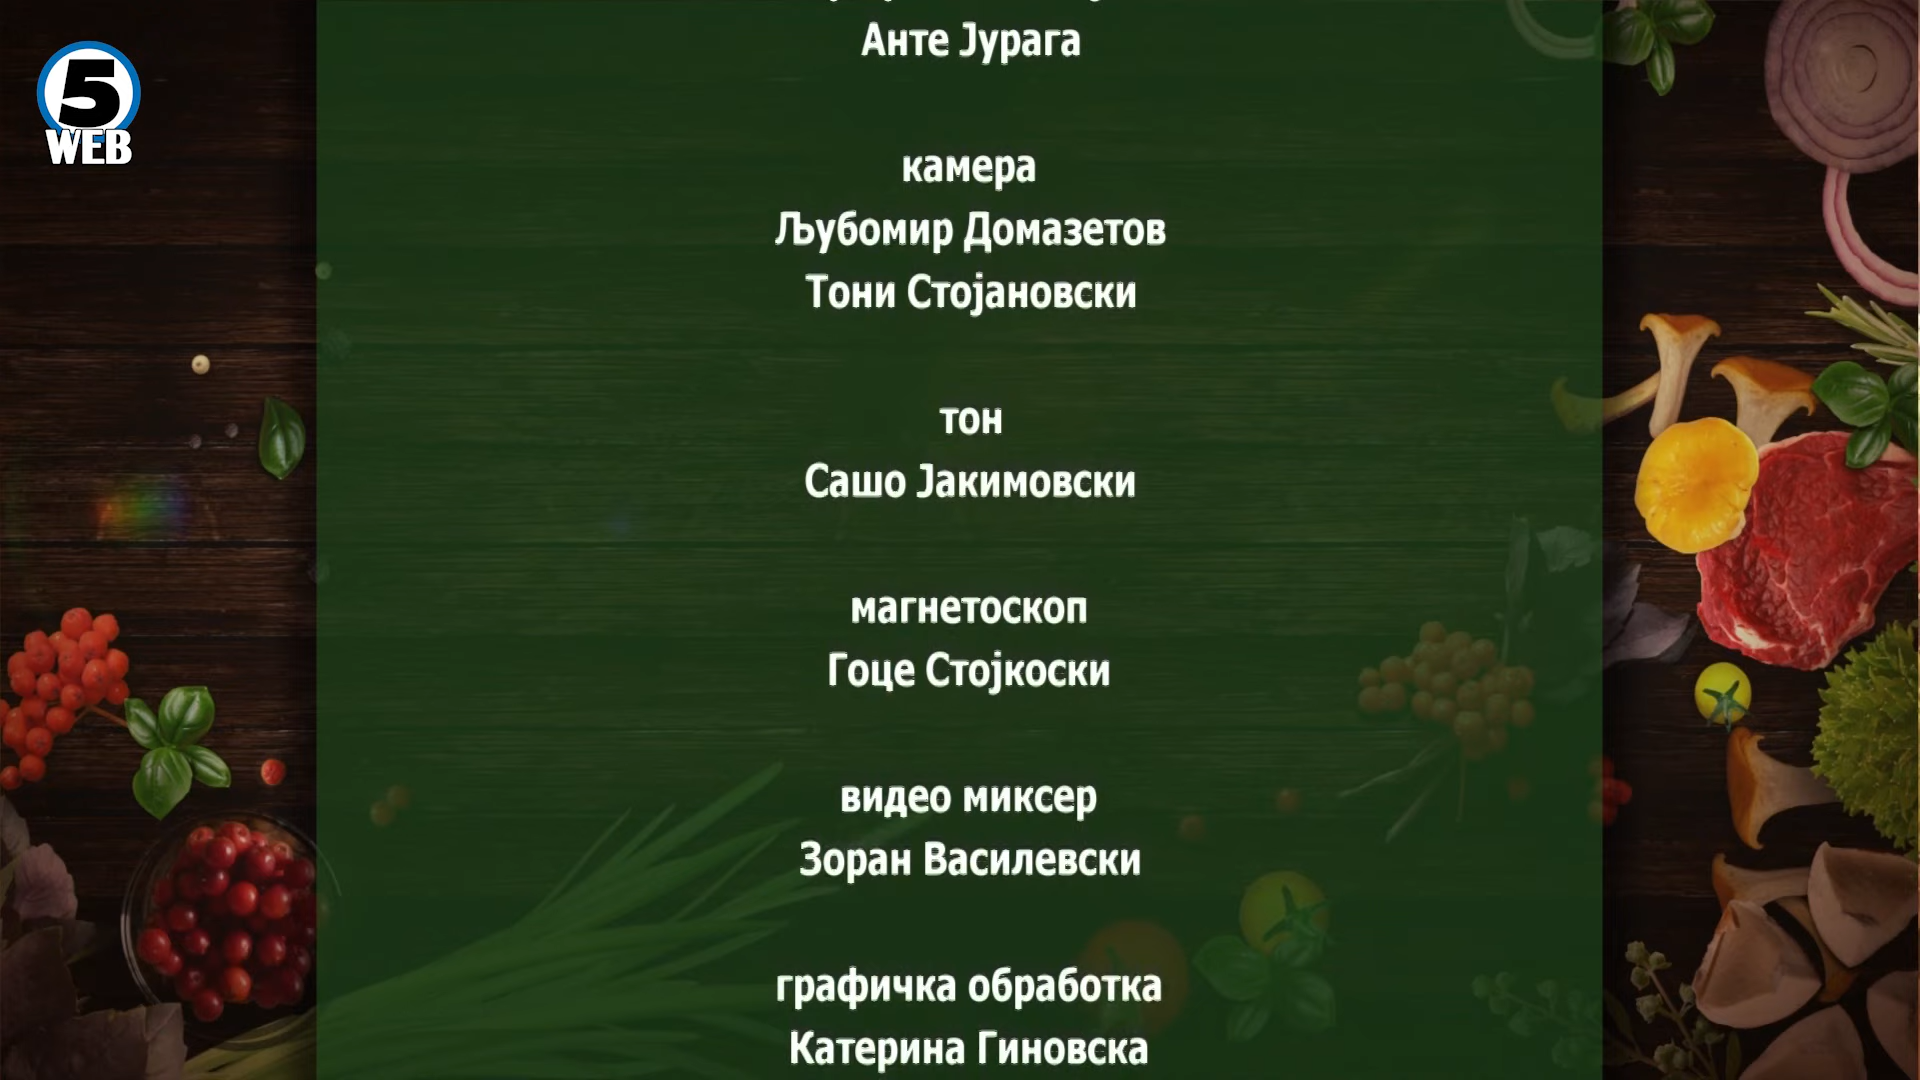 5
WEB
Анте Јурага
камера
Љубомир Домазетов
Тони Стојановски
тон
Сашо Јакимовски
магнетоскоп
Гоце Стојкоски
видео миксер
Зоран Василевски
графичка обработка
Катерина Гиновска